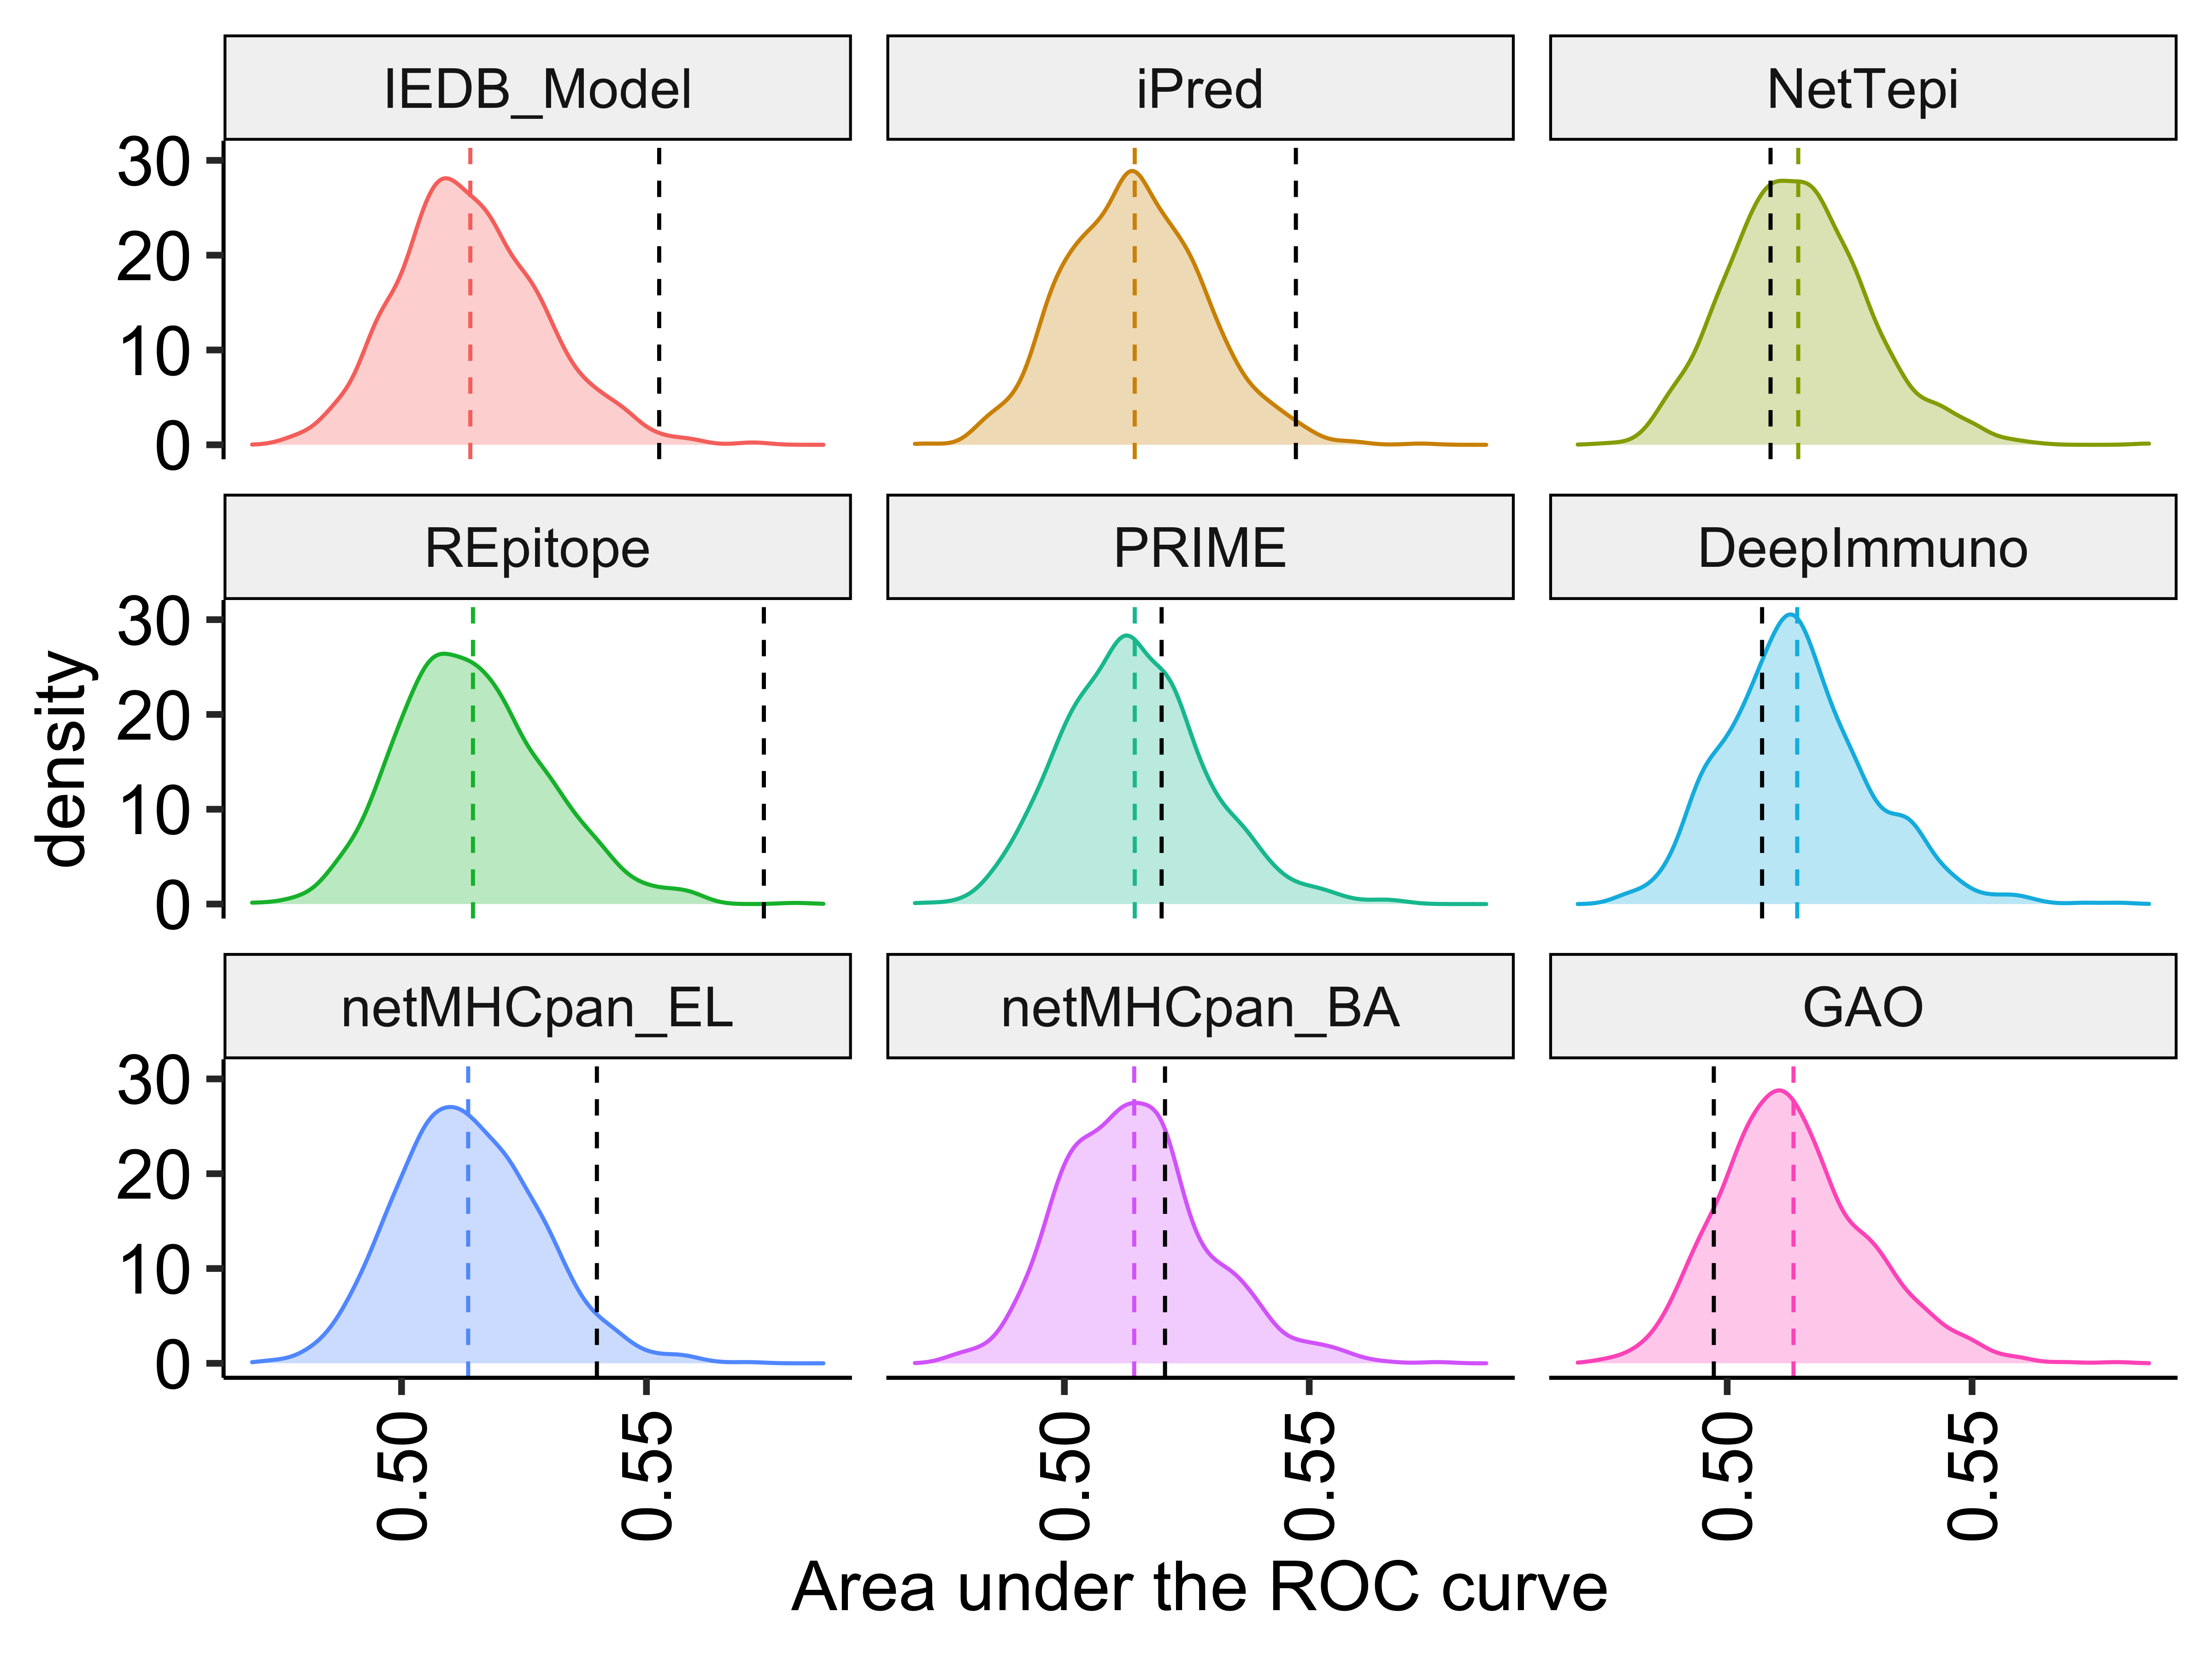 IEDB_Model
iPred
NetTepi
30
20
10
0
REpitope
PRIME
DeepImmuno
30
20
10
0
density
netMHCpan_EL
netMHCpan_BA
GAO
30
20
10
0
0.50
0.55
0.50
0.55
0.50
0.55
Area under the ROC curve